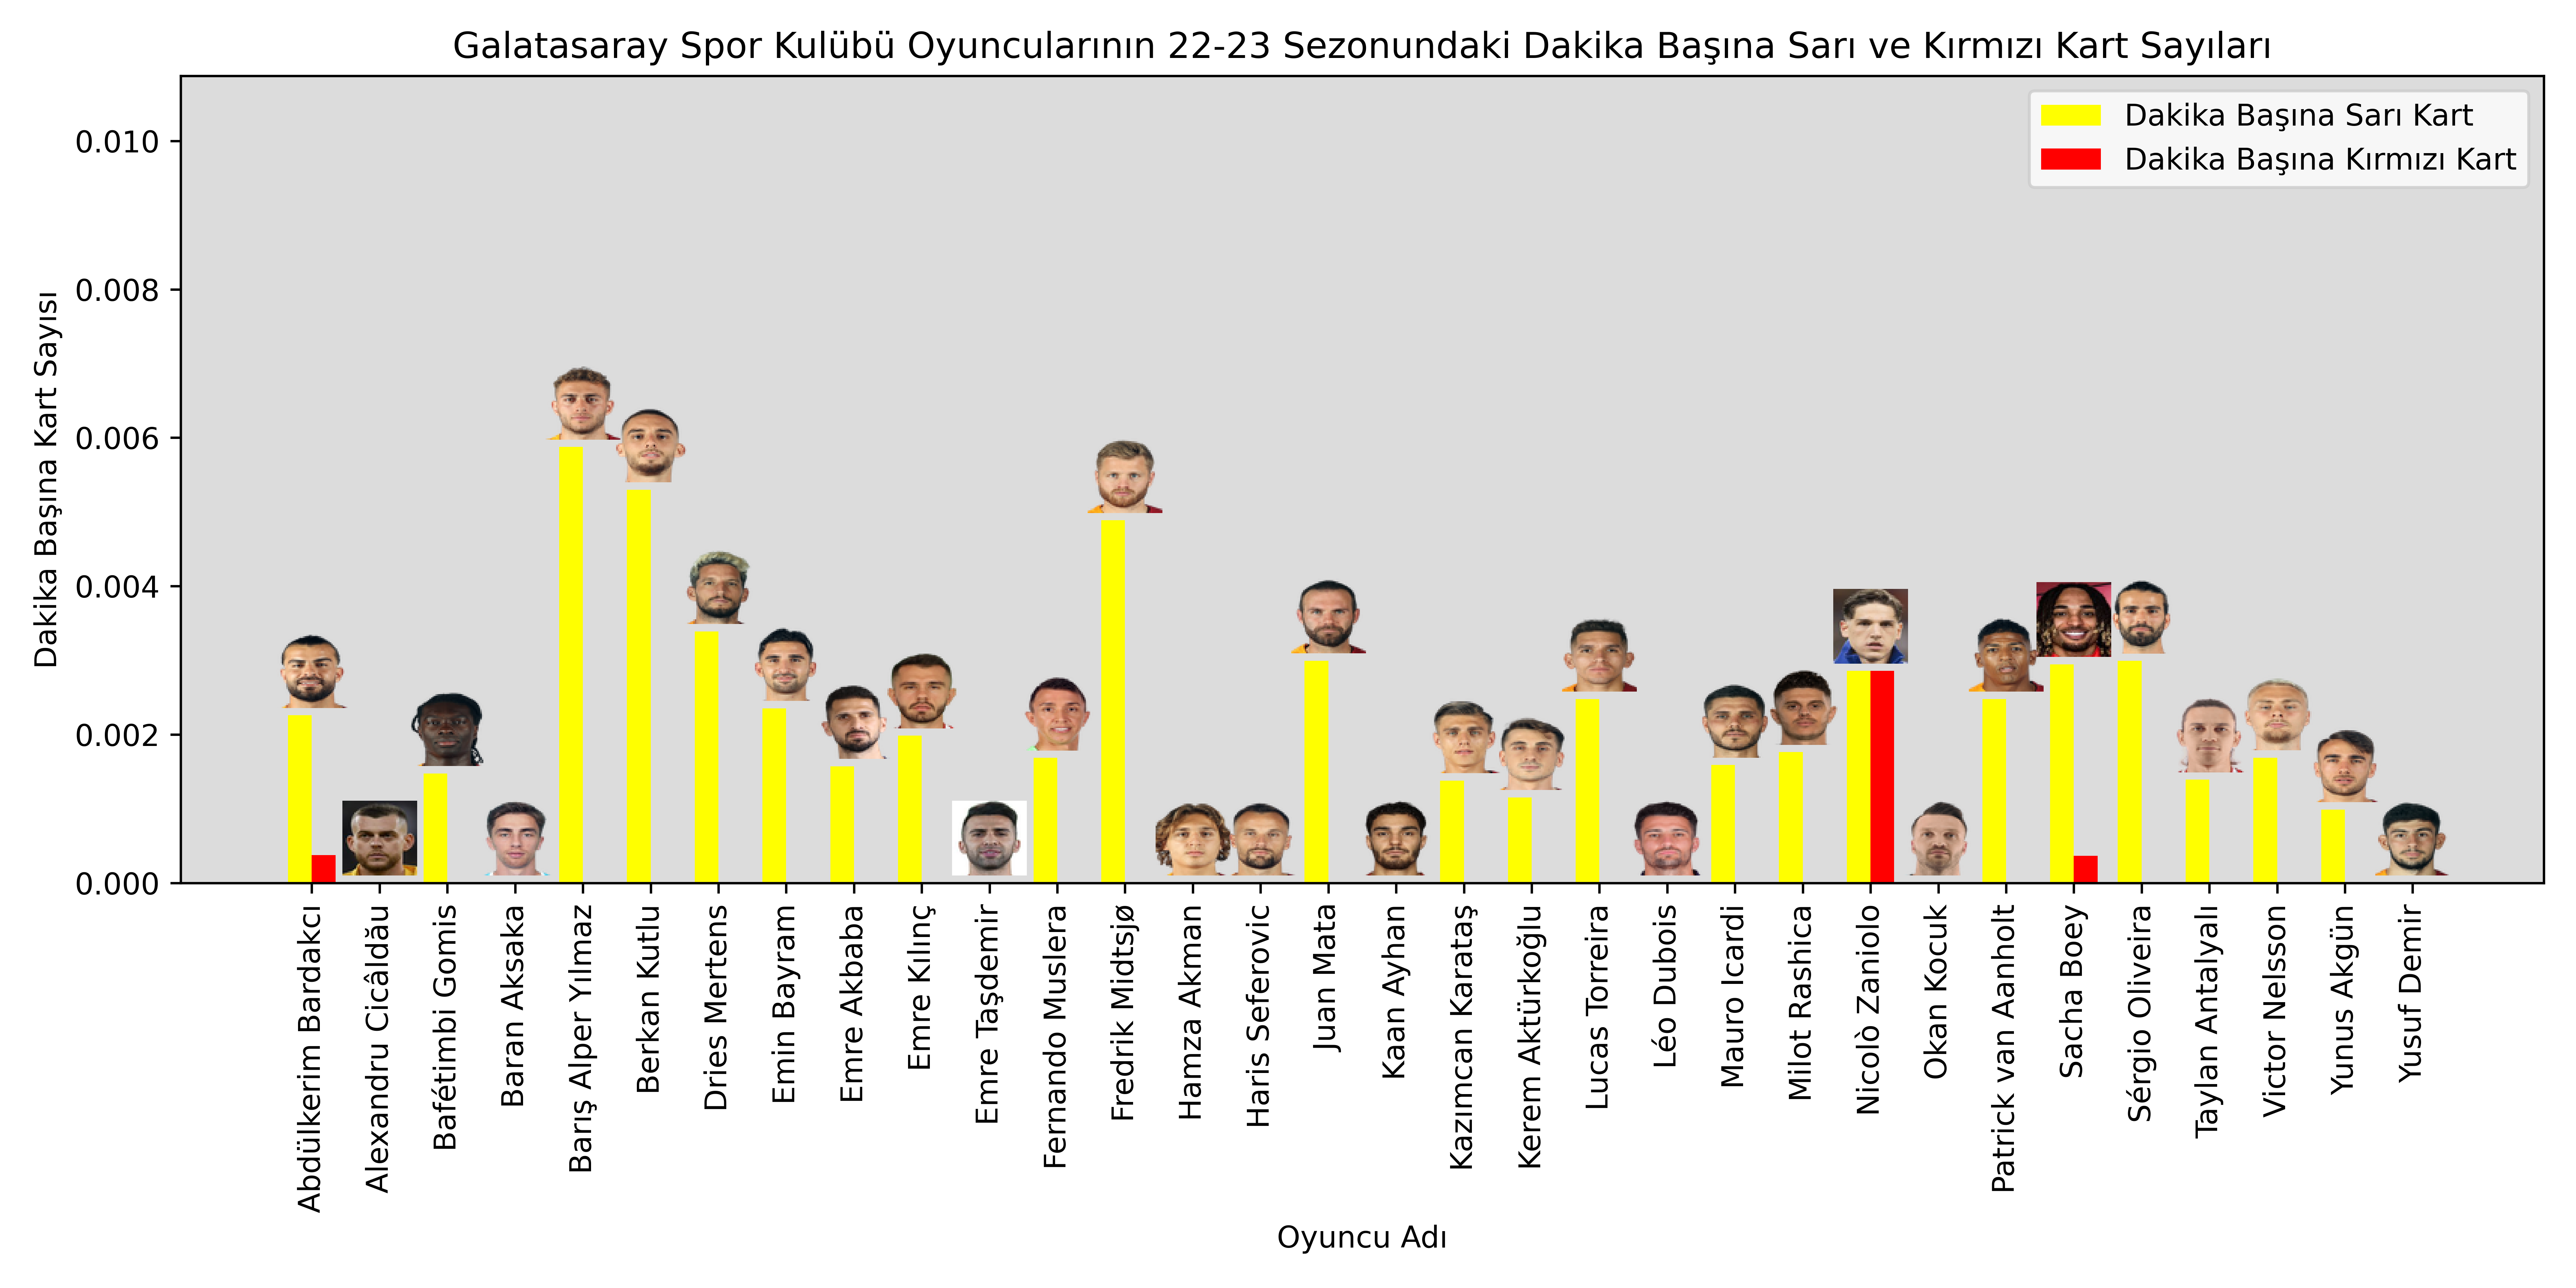 Galatasaray Spor Kulübü Oyuncularının 22-23 Sezonundaki Dakika Başına Sarı ve Kırmızı Kart Sayıları
Dakika Başına Sarı Kart
Dakika Başına Kırmızı Kart
Dakika Başına Kart Sayısı
0.010
0.008
0.006
0.004
0.002
0.000
Abdülkerim Bardakcı
Alexandru Cicâldău
Bafétimbi Gomis
Baran Aksaka
Barış Alper Yılmaz
Berkan Kutlu
Dries Mertens
Emin Bayram
Emre Akbaba
Emre Kılınç
Emre Taşdemir
Fernando Muslera
Fredrik Midtsjø
Hamza Akman
Haris Seferovic
Juan Mata
Kaan Ayhan
Kazımcan Karataş
Kerem Aktürkoğlu
Lucas Torreira
Léo Dubois
Mauro Icardi
Milot Rashica
Nicolò Zaniolo
Okan Kocuk
Patrick van Aanholt
Sacha Boey
Sérgio Oliveira
Taylan Antalyalı
Victor Nelsson
Yunus Akgün
Yusuf Demir
Oyuncu Adı